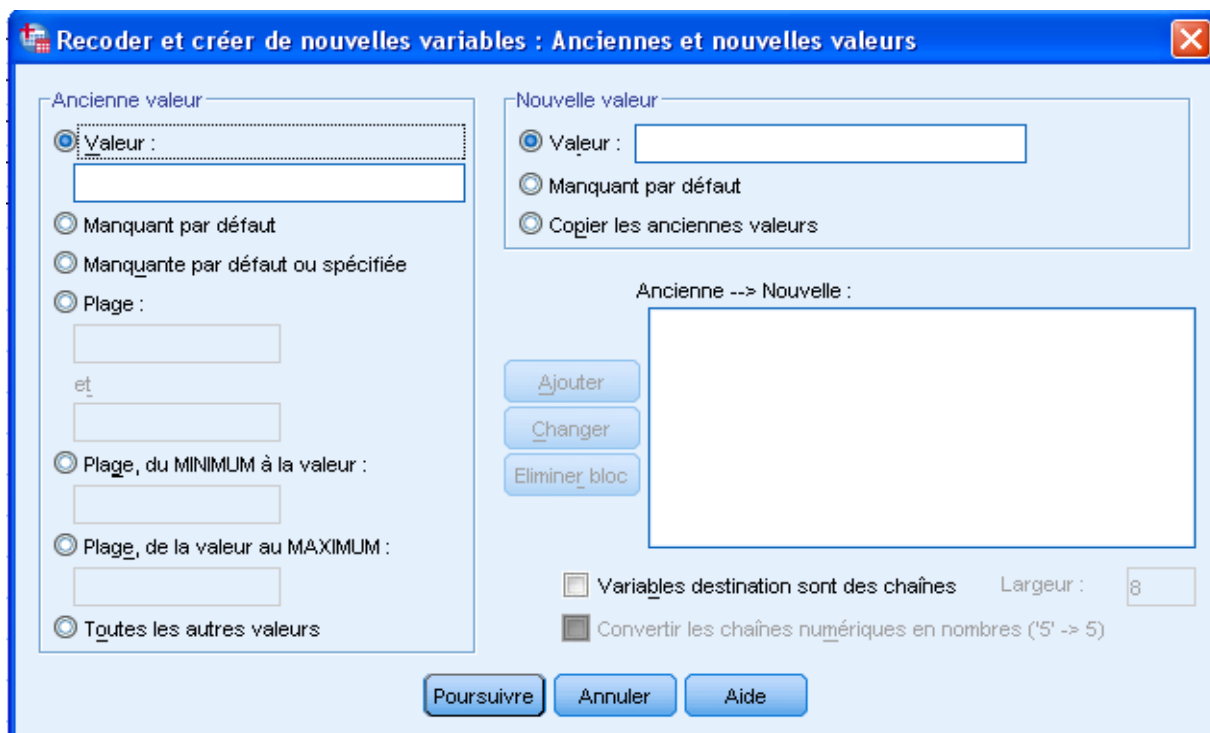 Recoder et créer de nouvelles variables : Anciennes et nouvelles valeurs
Ancienne valeur
Valeur :
Manquant par défaut
Manquante par défaut ou spécifiée
Plage :
et
Plage, du MINIMUM à la valeur :
Plage, de la valeur au MAXIMUM :
Toutes les autres valeurs
Nouvelle valeur
Valeur :
Manquant par défaut
Copier les anciennes valeurs
Ancienne --> Nouvelle :
Ajouter
Changer
Eliminer bloc
Variables destination sont des chaînes Largeur : 8
Convertir les chaînes numériques en nombres ('5' -> 5)
Poursuivre Annuler Aide